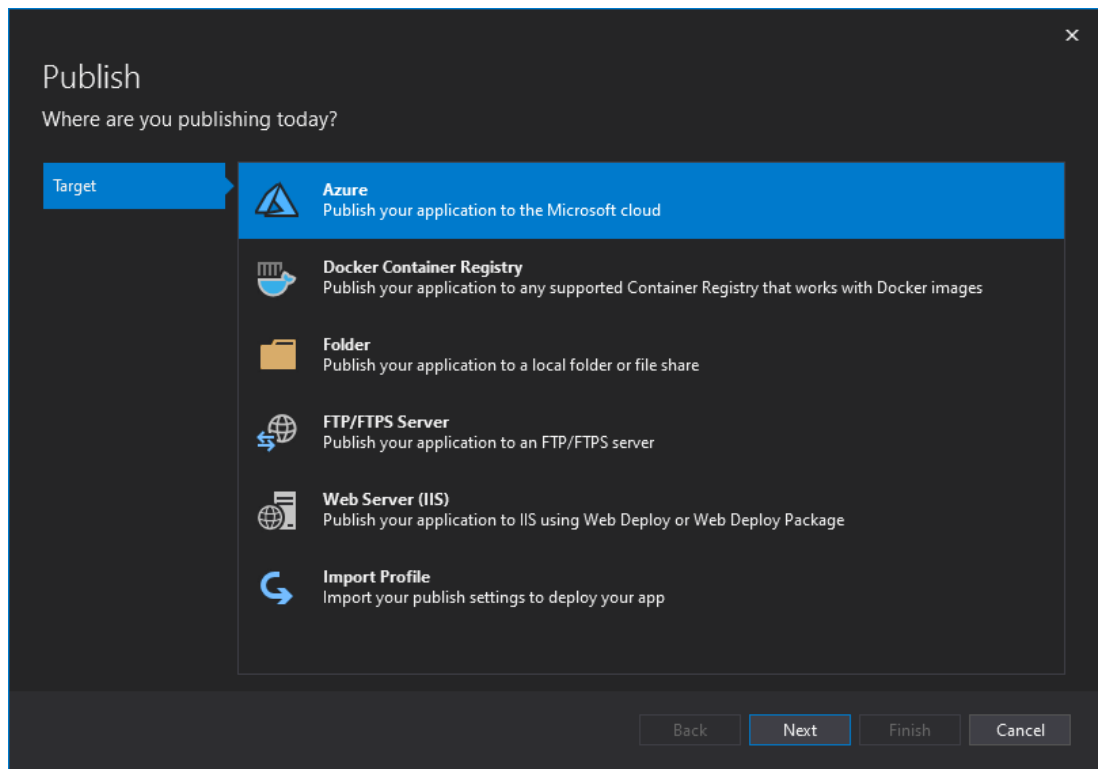 Publish
Where are you publishing today?
Target
Azure
Publish your application to the Microsoft cloud
Docker Container Registry
Publish your application to any supported Container Registry that works with Docker images
Folder
Publish your application to a local folder or file share
FTP/FTPS Server
Publish your application to an FTP/FTPS server
Web Server (IIS)
Publish your application to IIS using Web Deploy or Web Deploy Package
Import Profile
Import your publish settings to deploy your app
Back
Next
Finish
Cancel